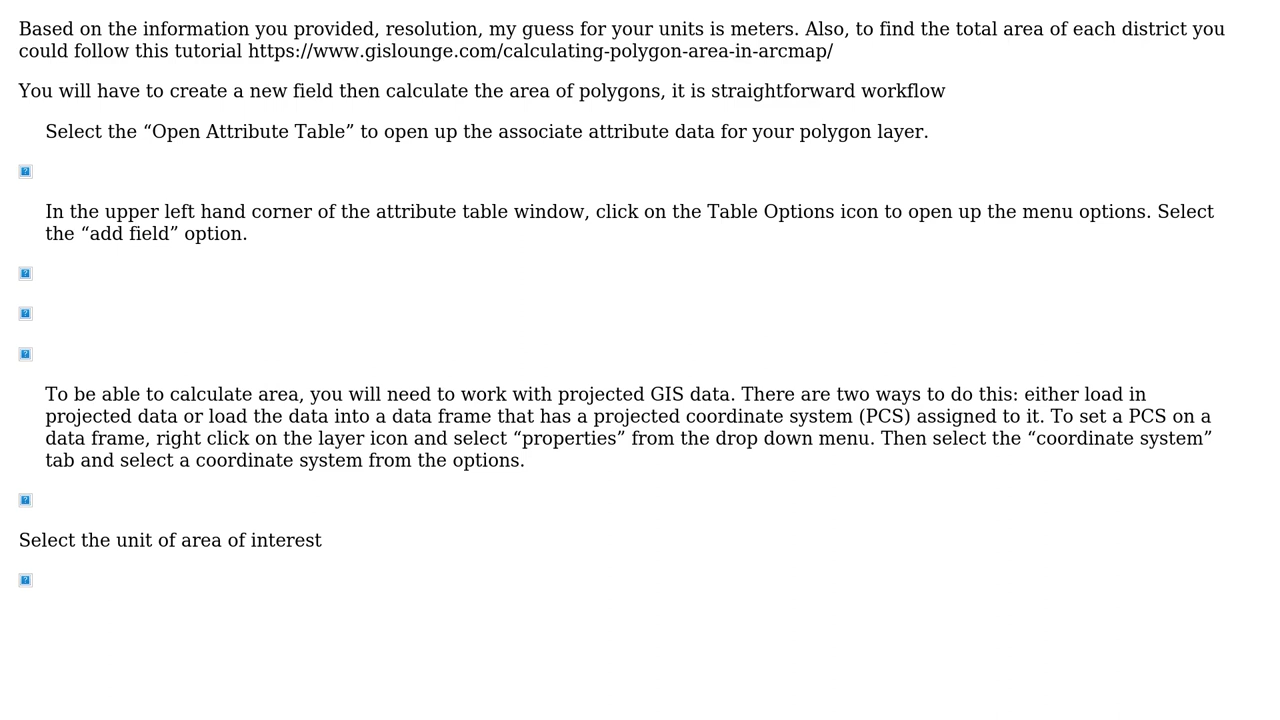 Based on the information you provided, resolution, my guess for your units is meters. Also, to find the total area of each district you
could follow this tutorial https://www.gislounge.com/calculating-polygon-area-in-arcmap/
You will have to create a new field then calculate the area of polygons, it is straightforward workflow
Select the “Open Attribute Table” to open up the associate attribute data for your polygon layer.
In the upper left hand corner of the attribute table window, click on the Table Options icon to open up the menu options. Select
the “add field” option.
To be able to calculate area, you will need to work with projected GIS data. There are two ways to do this: either load in
projected data or load the data into a data frame that has a projected coordinate system (PCS) assigned to it. To set a PCS on a
data frame, right click on the layer icon and select “properties” from the drop down menu. Then select the “coordinate system”
tab and select a coordinate system from the options.
Select the unit of area of interest